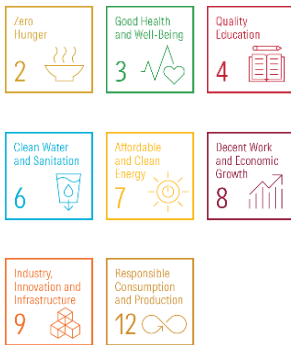 Zero
Hunger
2
Good Health
and Well-Being
3
Quality
Education
4
Clean Water
and Sanitation
6
Affordable
and Clean
Energy
7
Decent Work
and Economic
Growth
8
Industry,
Innovation and
Infrastructure
9
Responsible
Consumption
and Production
12